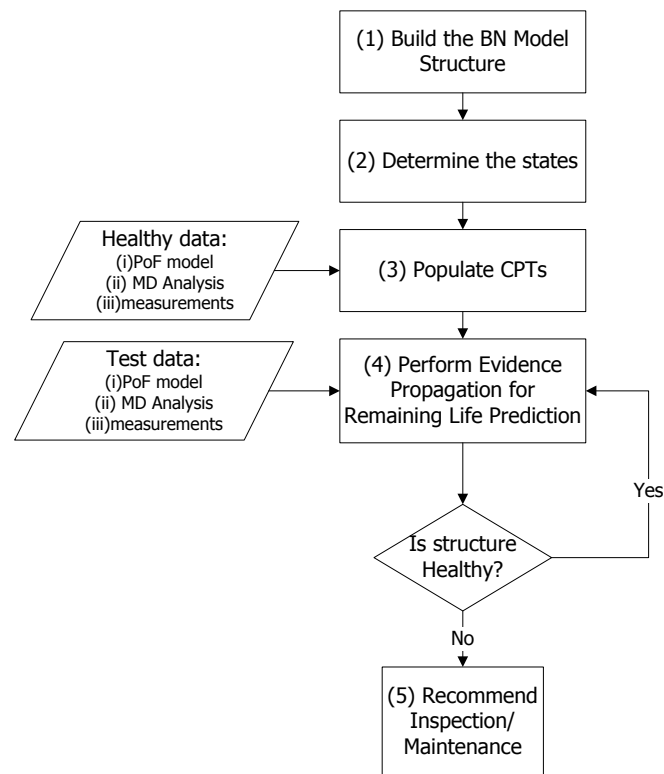 (1) Build the BN Model
Structure
(2) Determine the states
Healthy data:
(i)PoF model
(ii) MD Analysis
(iii)measurements
(3) Populate CPTs
Test data:
(i)PoF model
(ii) MD Analysis
(iii)measurements
(4) Perform Evidence
Propagation for
Remaining Life Prediction
Yes
Is structure
Healthy?
No
(5) Recommend
Inspection/
Maintenance